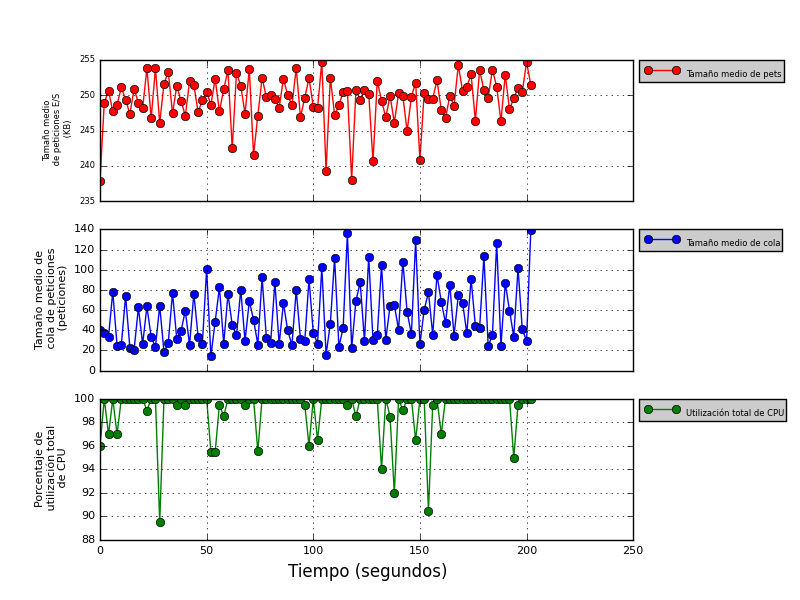 255
250
245
240
235
Tamaño medio
de peticiones E/S
(KB)
Tamaño medio de pets
140
120
100
80
60
40
20
0
Tamaño medio de
cola de peticiones
(peticiones)
Tamaño medio de cola
100
98
96
94
92
90
88
Porcentaje de
utilización total
de CPU
Utilización total de CPU
0 50 100 150 200 250
Tiempo (segundos)